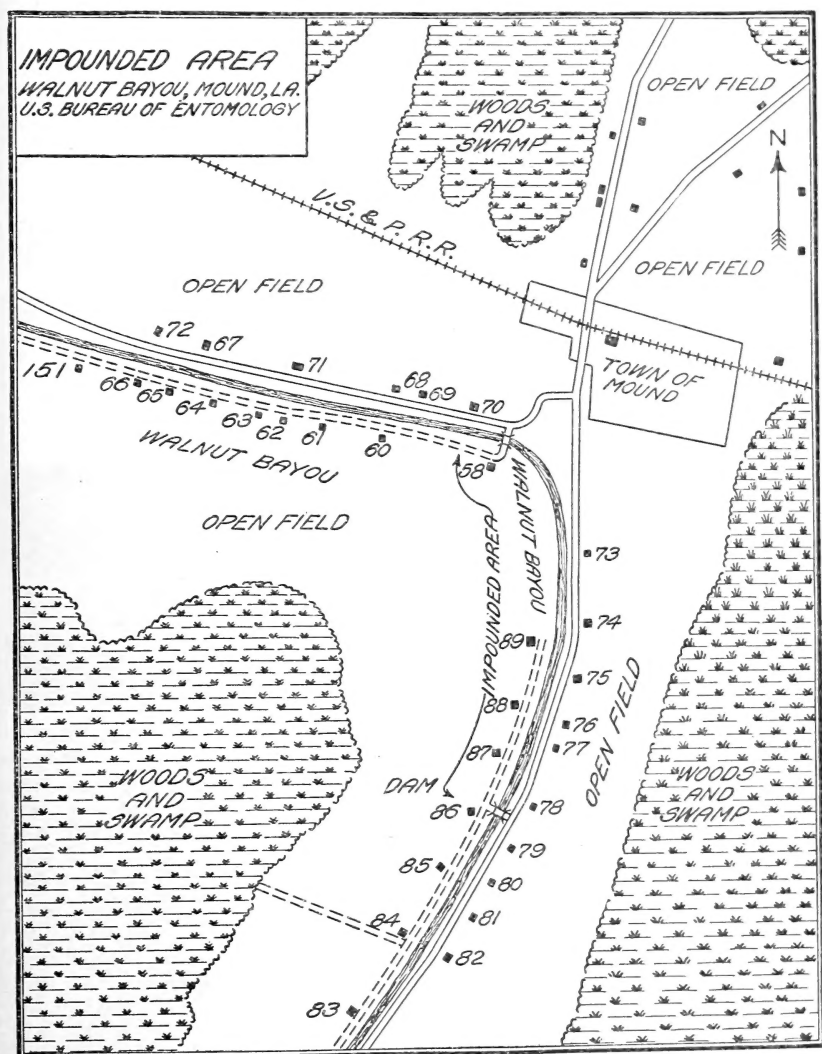 IMPOUNDED AREA
WALNUT BAYOU, MOUND, LA.
U.S. BUREAU OF ENTOMOLOGY
WOODS
AND
SWAMP
OPEN FIELD
N
V.S. & P. R.R.
OPEN FIELD
OPEN FIELD
72
67
71
68
69
70
TOWN OF
MOUND
151
66
65
64
63
62
61
60
58
WALNUT BAYOU
WALNUT BAYOU
OPEN FIELD
IMPOUNDED AREA
73
74
89
75
88
76
77
87
OPEN FIELD
WOODS
AND
SWAMP
DAM
86
78
WOODS
AND
SWAMP
79
85
80
81
84
82
83